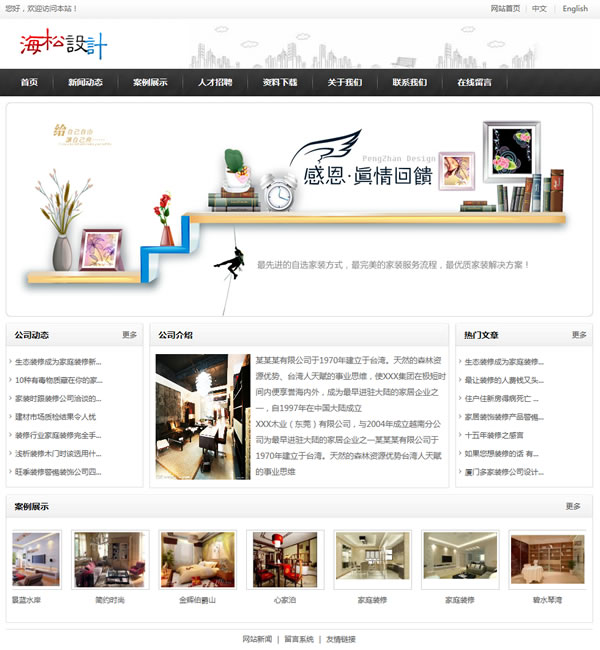 您好，欢迎访问本站！
网站首页 | 中文 | English
海松設計
首页 新闻动态 案例展示 人才招聘 资料下载 关于我们 联系我们 在线留言
给
PengZhan Design
感恩·真情回饋
最先进的自选家装方式，最完美的家装服务流程，最优质家装解决方案！
公司动态 更多
生态装修成为家庭装修新...
10种有毒物质藏在你的家...
家装时跟装修公司洽谈的...
建材市场质检结果令人忧
装修行业家庭装修完全手...
浅析装修木门时该选用什...
旺季装修警惕装饰公司四...
公司介绍
某某某有限公司于1970年建立于台湾。天然的森林资
源优势、台湾人天赋的事业思维，使XXX集团在极短时
间内便享誉海内外，成为最早进驻大陆的家居企业之
一，自1997年在中国大陆成立
XXX木业（东莞）有限公司，与2004年成立越南分公
司为最早进驻大陆的家居企业之一某某某有限公司于
1970年建立于台湾。天然的森林资源优势台湾人天赋
的事业思维
热门文章 更多
生态装修成为家庭装修...
最让装修的人囊钱又头...
住户住新房得病死亡 ...
家居装饰装修产品警惕...
十五年装修之感言
如果您想装修的话 有...
厦门多家装修公司设计...
案例展示 更多
景蓝水岸 简约时尚 金辉伯爵山 心家泊 家庭装修 家庭装修 碧水琴湾
网站新闻 | 留言系统 | 友情链接